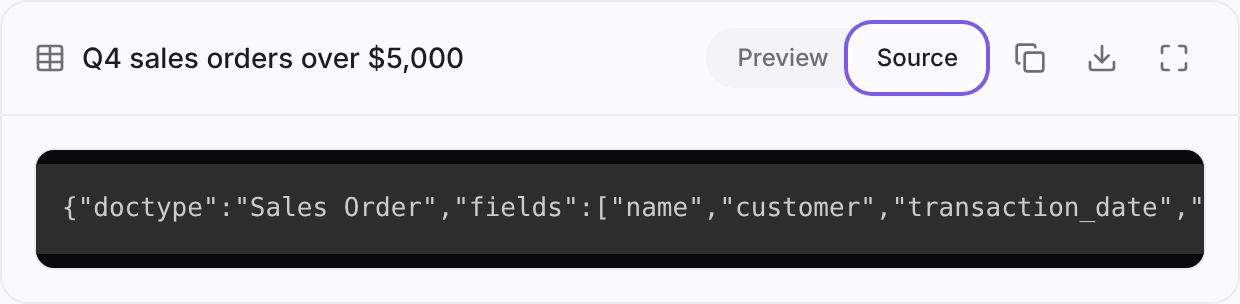 Q4 sales orders over $5,000
Preview
Source
{"doctype":"Sales Order","fields":["name","customer","transaction_date","